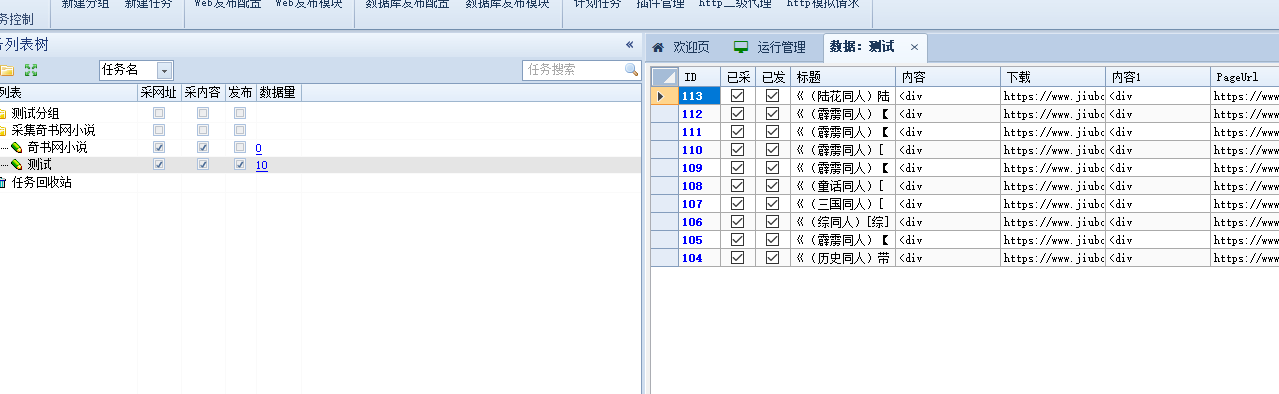 新建分组 新建任务 Web发布配置 Web发布模块 数据库发布配置 数据库发布模块 计划任务 插件管理 http二级代理 http模拟请求
务控制
列表树 «
任务名 任务搜索
列表 采网址 采内容 发布 数据量
测试分组
采集奇书网小说
奇书网小说 0
测试 10
任务回收站
欢迎页 运行管理 数据：测试 ×
ID 已采 已发 标题 内容 下载 内容1 PageUrl
113 《（陆花同人）陆 <div https://www.jiubc <div https://www
112 《（霹雳同人）【 <div https://www.jiubc <div https://www
111 《（霹雳同人）【 <div https://www.jiubc <div https://www
110 《（霹雳同人）[ <div https://www.jiubc <div https://www
109 《（霹雳同人）【 <div https://www.jiubc <div https://www
108 《（童话同人）[ <div https://www.jiubc <div https://www
107 《（三国同人）[ <div https://www.jiubc <div https://www
106 《（综同人）[综] <div https://www.jiubc <div https://www
105 《（霹雳同人）【 <div https://www.jiubc <div https://www
104 《（历史同人）带 <div https://www.jiubc <div https://www